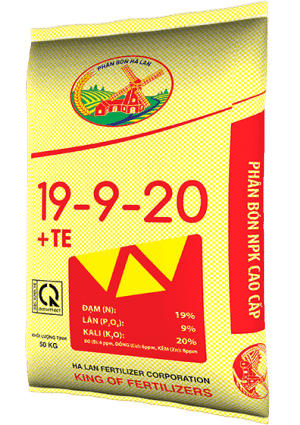 PHÂN BÓN HÀ LAN
19-9-20
+TE
PHÂN BÓN NPK CAO CẤP
ĐẠM (N): 19%
LÂN (P₂O₅): 9%
KALI (K₂O): 20%
KHỐI LƯỢNG TỊNH
50 KG
HA LAN FERTILIZER CORPORATION
KING OF FERTILIZERS